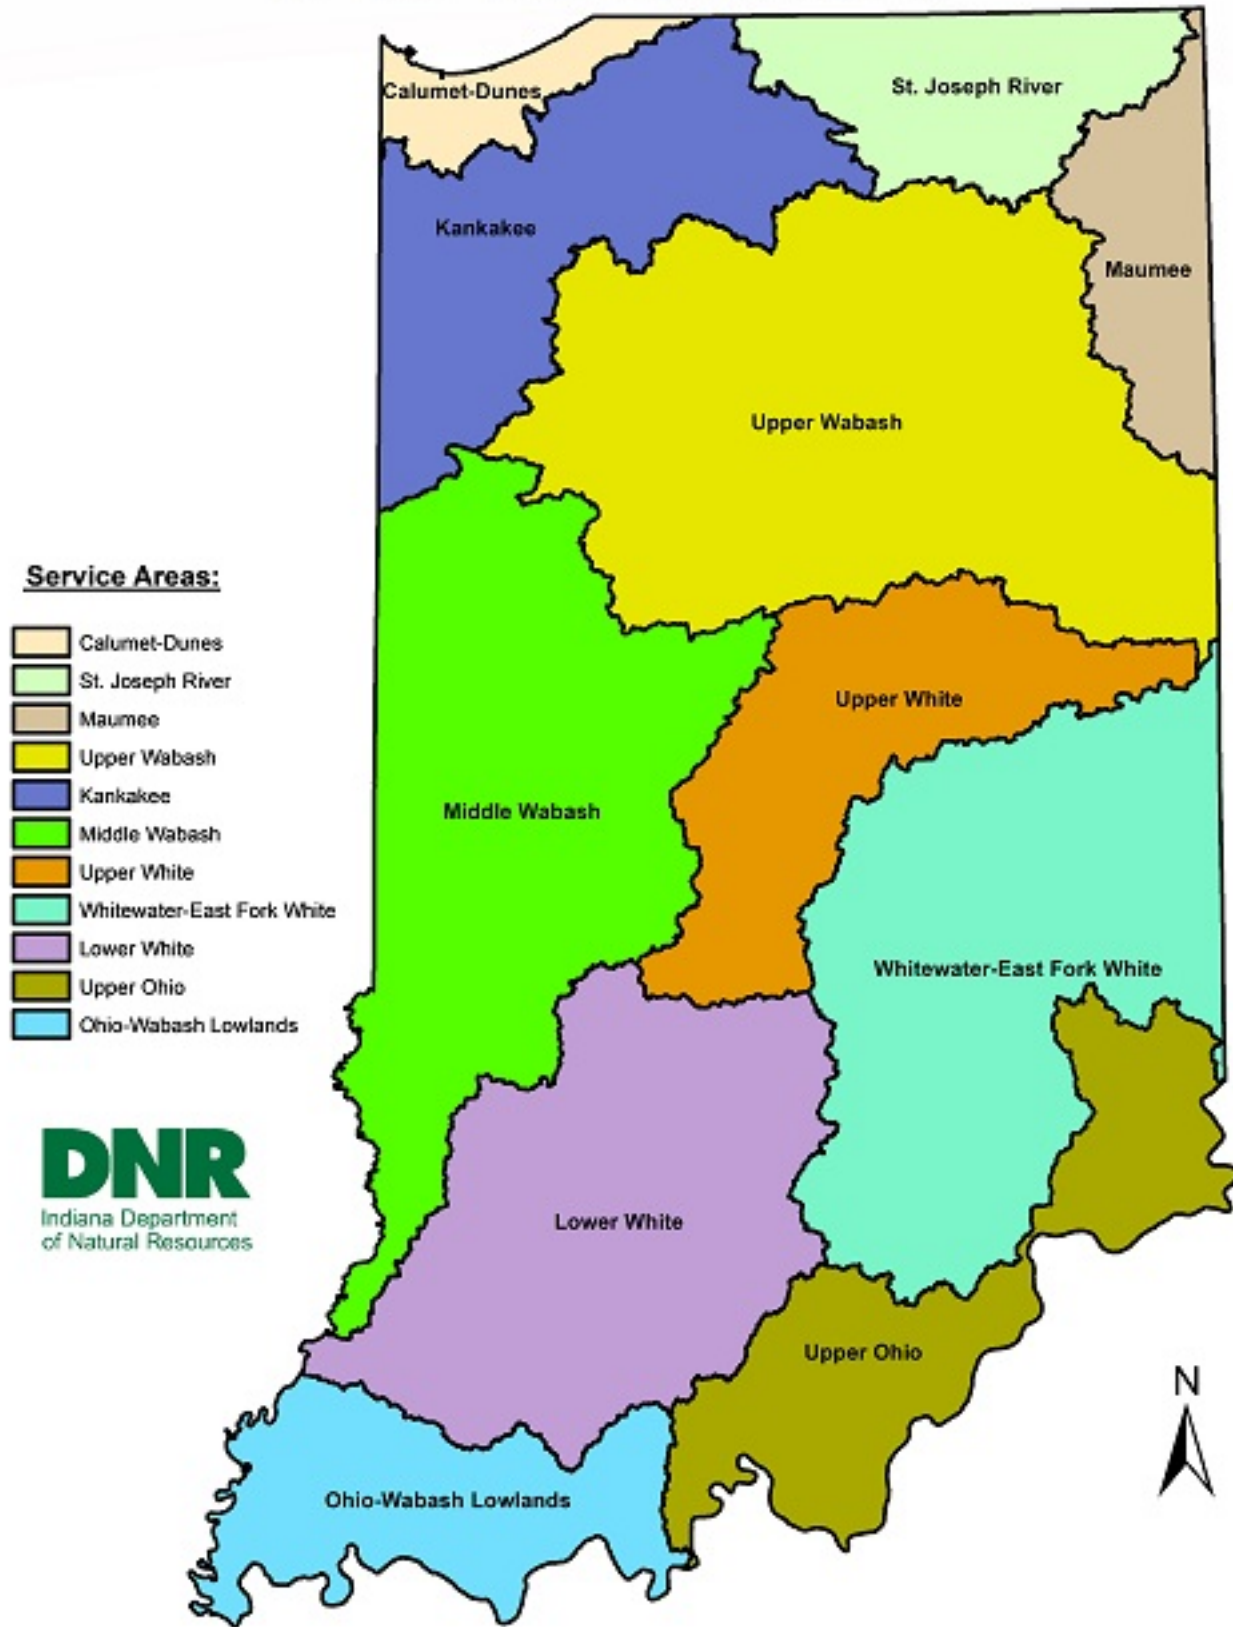 Calumet-Dunes
St. Joseph River
Kankakee
Maumee
Upper Wabash
Upper White
Middle Wabash
Whitewater-East Fork White
Lower White
Upper Ohio
Ohio-Wabash Lowlands
Service Areas:
Calumet-Dunes
St. Joseph River
Maumee
Upper Wabash
Kankakee
Middle Wabash
Upper White
Whitewater-East Fork White
Lower White
Upper Ohio
Ohio-Wabash Lowlands
DNR
Indiana Department
of Natural Resources
N